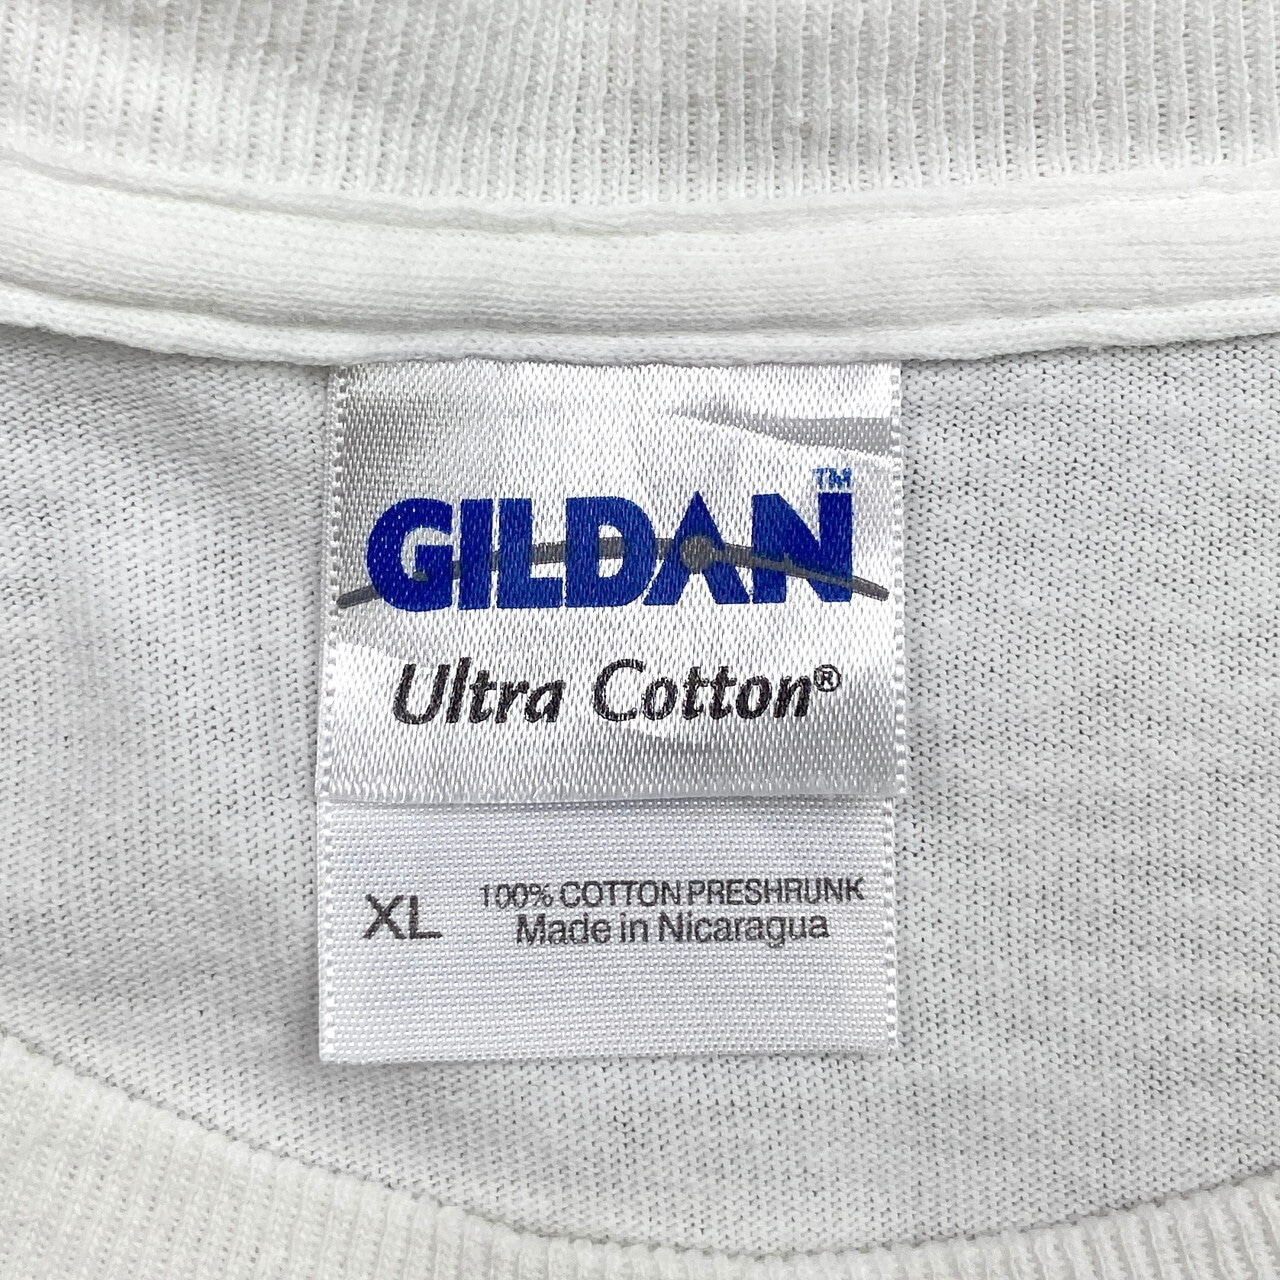 GILDAN™
Ultra Cotton®
XL
100% COTTON PRESHRUNK
Made in Nicaragua